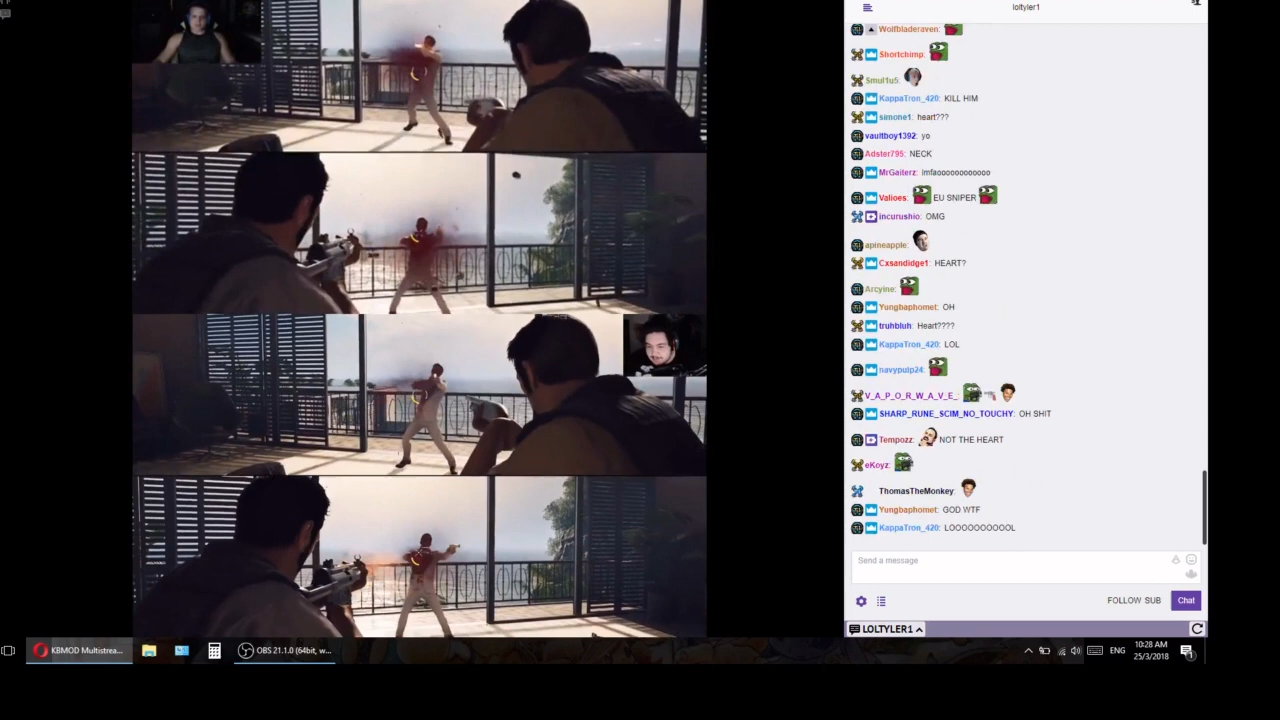 loltyler1
Wolfbladeraven:
Shortchimp:
Smul1u5:
KappaTron_420: KILL HIM
simone1: heart???
vaultboy1392: yo
Adster795: NECK
MrGaiterz: lmfaoooooooooooo
Valioes: EU SNIPER
incurushio: OMG
apineapple:
Cxsandidge1: HEART?
Arcyine:
Yungbaphomet: OH
truhbluh: Heart????
KappaTron_420: LOL
navypuip24:
V_A_P_O_R_W_A_V_E_:
SHARP_RUNE_SCIM_NO_TOUCHY: OH SHIT
Tempozz: NOT THE HEART
eKoyz:
ThomasTheMonkey:
Yungbaphomet: GOD WTF
KappaTron_420: LOOOOOOOOOOL
Send a message
FOLLOW SUB Chat
LOLTYLER1
KBMOD Multistrea... OBS 21.1.0 (64bit, w... ENG 10:28 AM
25/3/2018 1